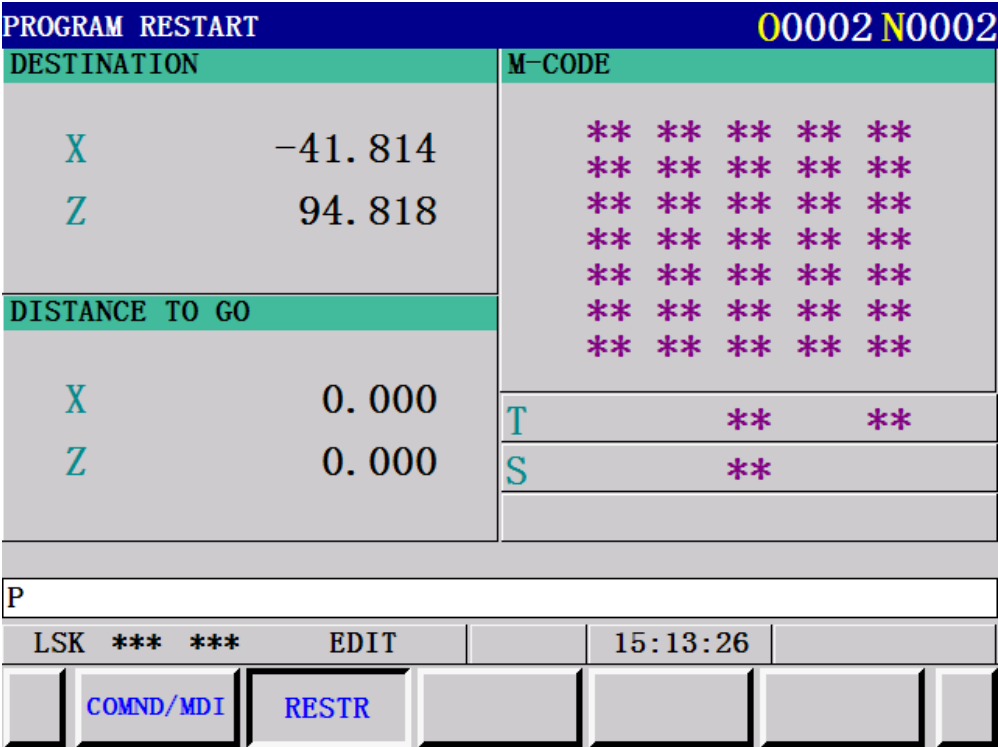 PROGRAM RESTART O0002 N0002
DESTINATION
X -41.814
Z 94.818
DISTANCE TO GO
X 0.000
Z 0.000
M-CODE
** ** ** ** **
** ** ** ** **
** ** ** ** **
** ** ** ** **
** ** ** ** **
** ** ** ** **
** ** ** ** **
T ** **
S **
P
LSK *** *** EDIT 15:13:26
COMND/MDI RESTR